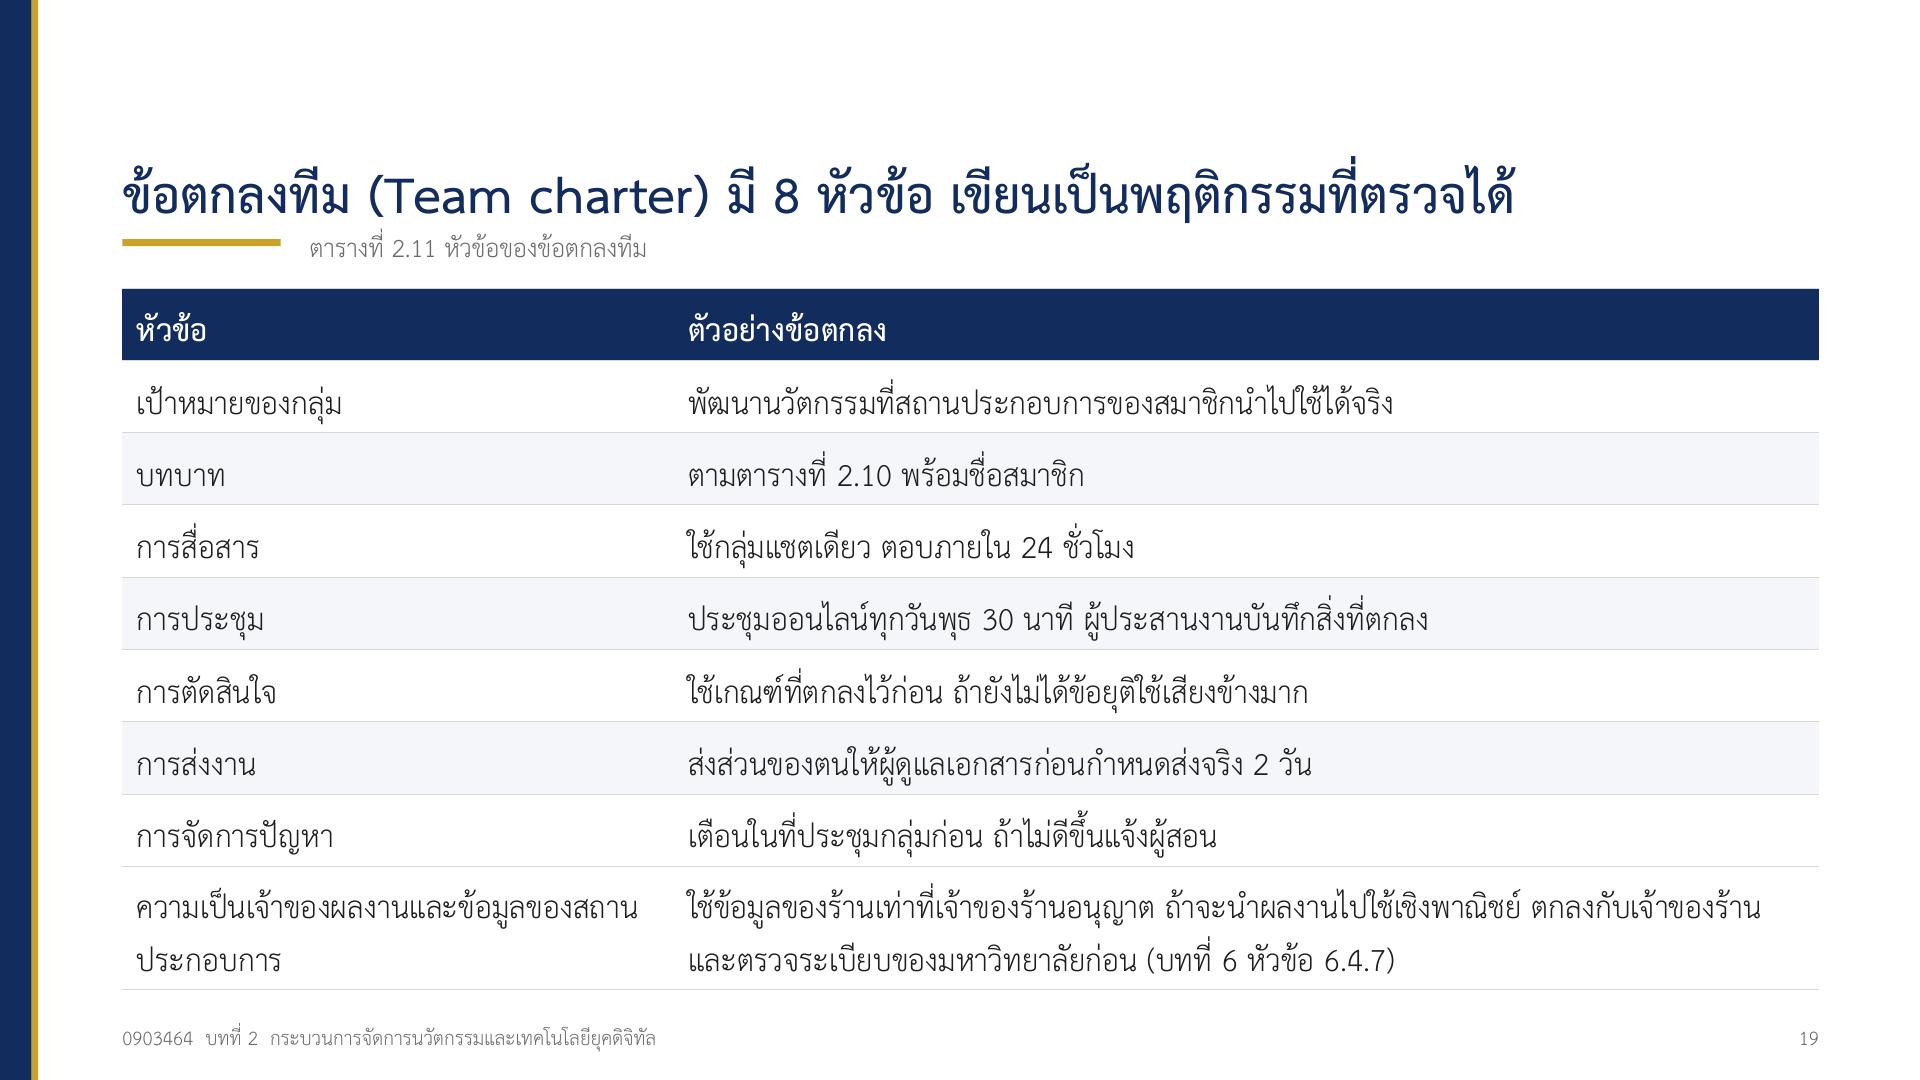 ข้อตกลงทีม (Team charter) มี 8 หัวข้อ เขียนเป็นพฤติกรรมที่ตรวจได้
ตารางที่ 2.11 หัวข้อของข้อตกลงทีม
หัวข้อ ตัวอย่างข้อตกลง
เป้าหมายของกลุ่ม พัฒนานวัตกรรมที่สถานประกอบการของสมาชิกนำไปใช้ได้จริง
บทบาท ตามตารางที่ 2.10 พร้อมชื่อสมาชิก
การสื่อสาร ใช้กลุ่มแชตเดียว ตอบภายใน 24 ชั่วโมง
การประชุม ประชุมออนไลน์ทุกวันพุธ 30 นาที ผู้ประสานงานบันทึกสิ่งที่ตกลง
การตัดสินใจ ใช้เกณฑ์ที่ตกลงไว้ก่อน ถ้ายังไม่ได้ข้อยุติใช้เสียงข้างมาก
การส่งงาน ส่งส่วนของตนให้ผู้ดูแลเอกสารก่อนกำหนดส่งจริง 2 วัน
การจัดการปัญหา เตือนในที่ประชุมกลุ่มก่อน ถ้าไม่ดีขึ้นแจ้งผู้สอน
ความเป็นเจ้าของผลงานและข้อมูลของสถาน
ประกอบการ
ใช้ข้อมูลของร้านเท่าที่เจ้าของร้านอนุญาต ถ้าจะนำผลงานไปใช้เชิงพาณิชย์ ตกลงกับเจ้าของร้าน
และตรวจระเบียบของมหาวิทยาลัยก่อน (บทที่ 6 หัวข้อ 6.4.7)
0903464 บทที่ 2 กระบวนการจัดการนวัตกรรมและเทคโนโลยียุคดิจิทัล
19